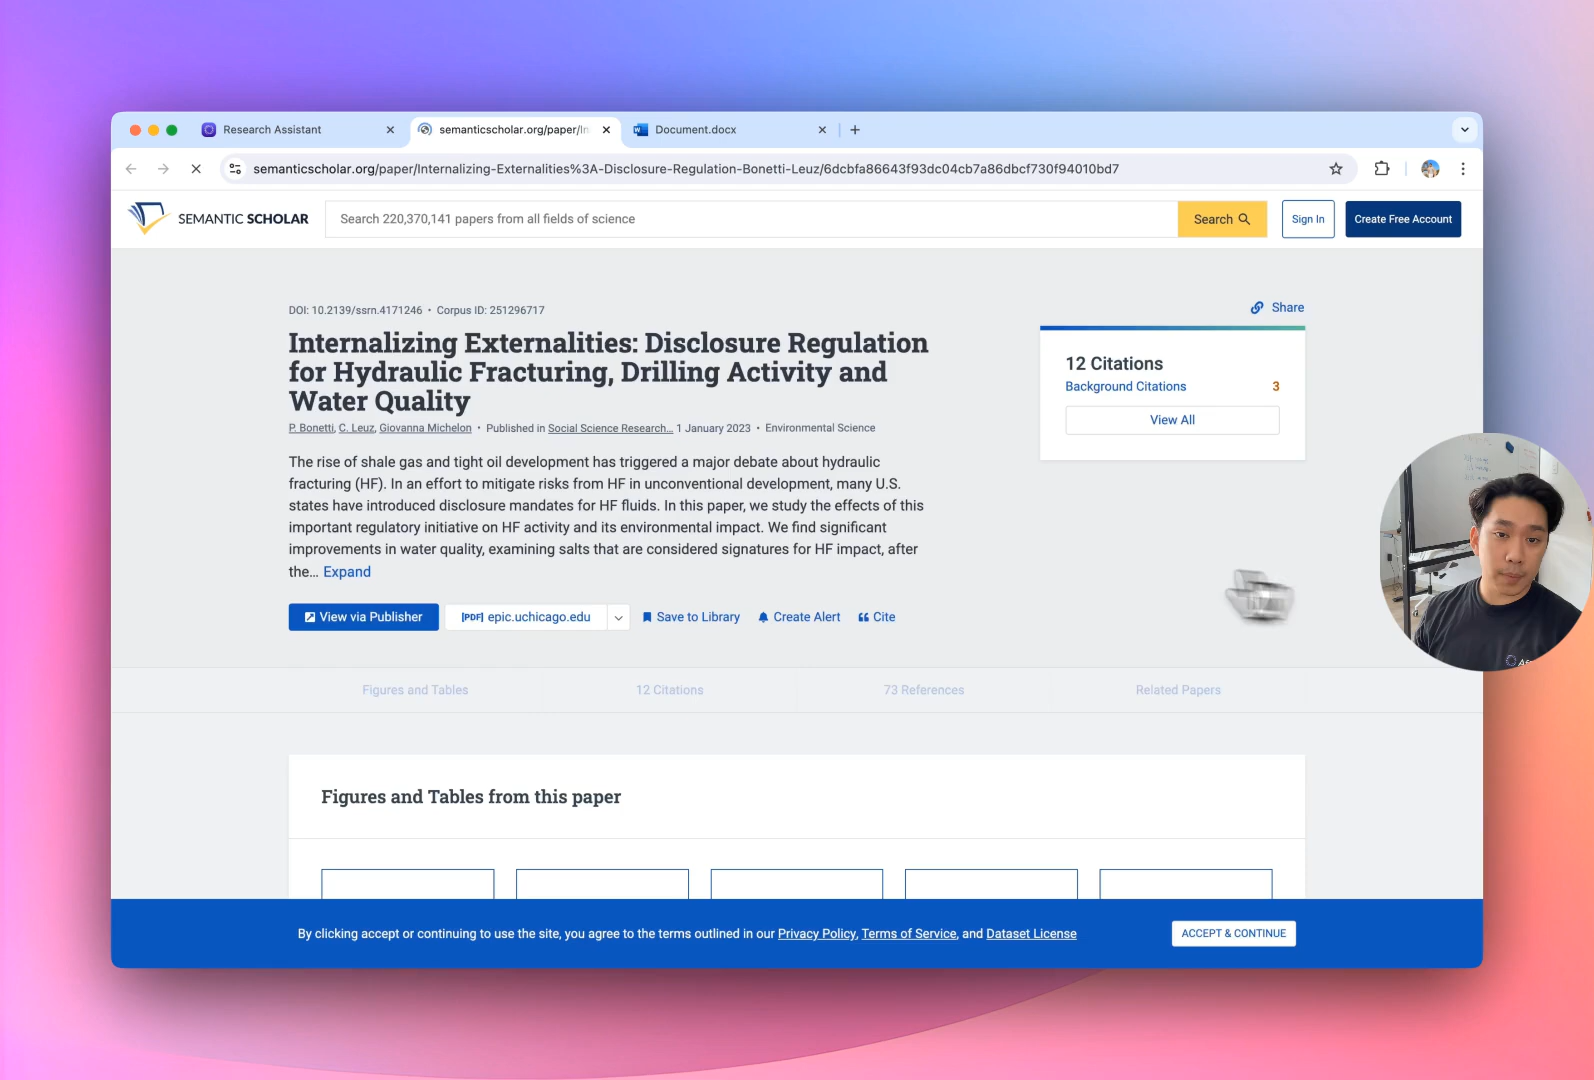 Research Assistant
semanticscholar.org/paper/In
Document.docx
semanticscholar.org/paper/Internalizing-Externalities%3A-Disclosure-Regulation-Bonetti-Leuz/6dcbfa86643f93dc04cb7a86dbcf730f94010bd7
SEMANTIC SCHOLAR
Search 220,370,141 papers from all fields of science
Search
Sign In
Create Free Account
DOI: 10.2139/ssrn.4171246 • Corpus ID: 251296717
Share
Internalizing Externalities: Disclosure Regulation
for Hydraulic Fracturing, Drilling Activity and
Water Quality
P. Bonetti, C. Leuz, Giovanna Michelon • Published in Social Science Research… 1 January 2023 • Environmental Science
12 Citations
Background Citations 3
View All
The rise of shale gas and tight oil development has triggered a major debate about hydraulic
fracturing (HF). In an effort to mitigate risks from HF in unconventional development, many U.S.
states have introduced disclosure mandates for HF fluids. In this paper, we study the effects of this
important regulatory initiative on HF activity and its environmental impact. We find significant
improvements in water quality, examining salts that are considered signatures for HF impact, after
the… Expand
View via Publisher
[PDF] epic.uchicago.edu
Save to Library
Create Alert
Cite
Figures and Tables
12 Citations
73 References
Related Papers
Figures and Tables from this paper
By clicking accept or continuing to use the site, you agree to the terms outlined in our Privacy Policy, Terms of Service, and Dataset License
ACCEPT & CONTINUE